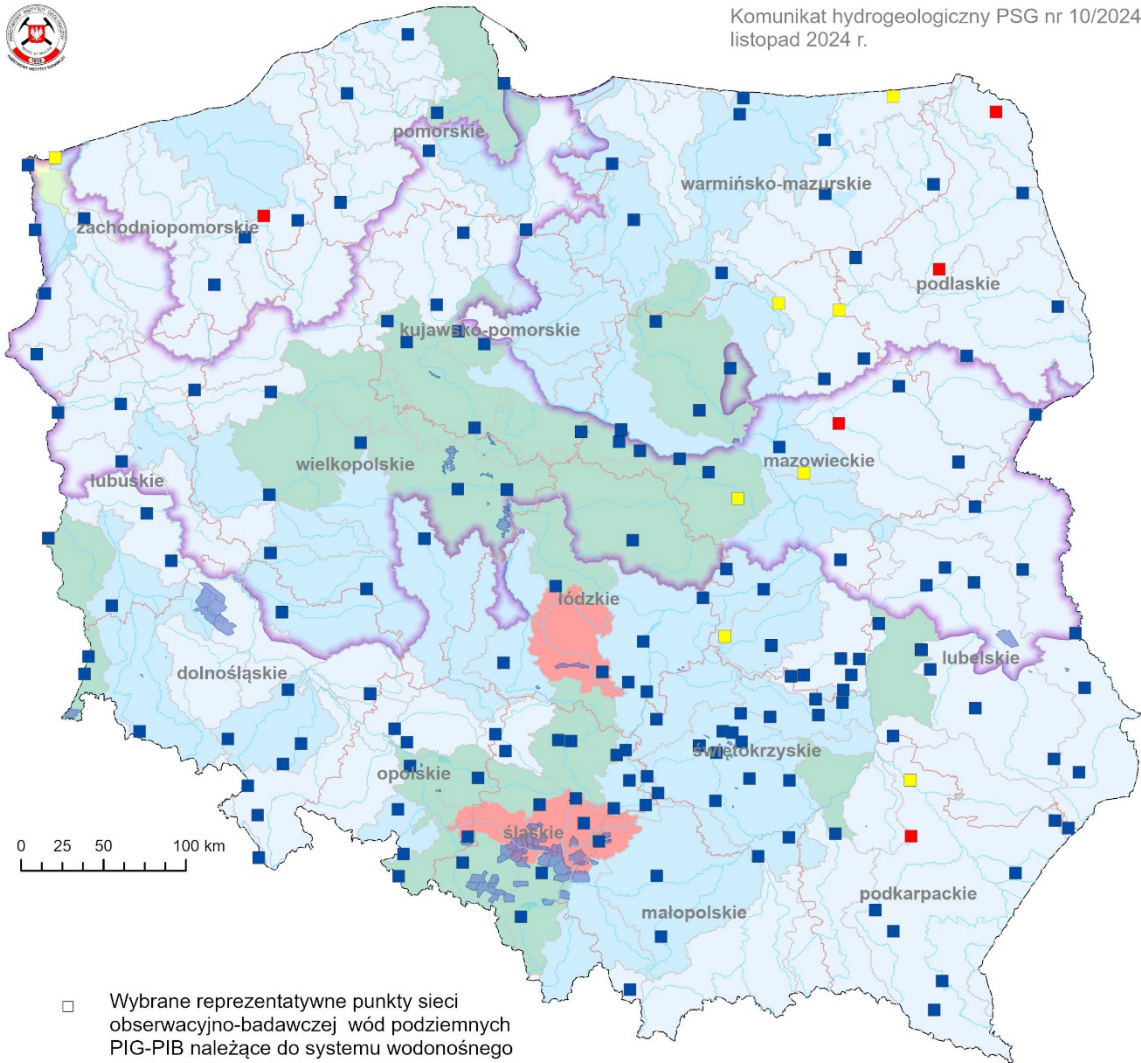 Komunikat hydrogeologiczny PSG nr 10/2024
listopad 2024 r.
pomorskie
warmińsko-mazurskie
zachodniopomorskie
podlaskie
kujawsko-pomorskie
wielkopolskie
mazowieckie
lubuskie
łódzkie
lubelskie
dolnośląskie
świętokrzyskie
opolskie
śląskie
podkarpackie
małopolskie
0 25 50 100 km
Wybrane reprezentatywne punkty sieci
obserwacyjno-badawczej wód podziemnych
PIG-PIB należące do systemu wodonośnego